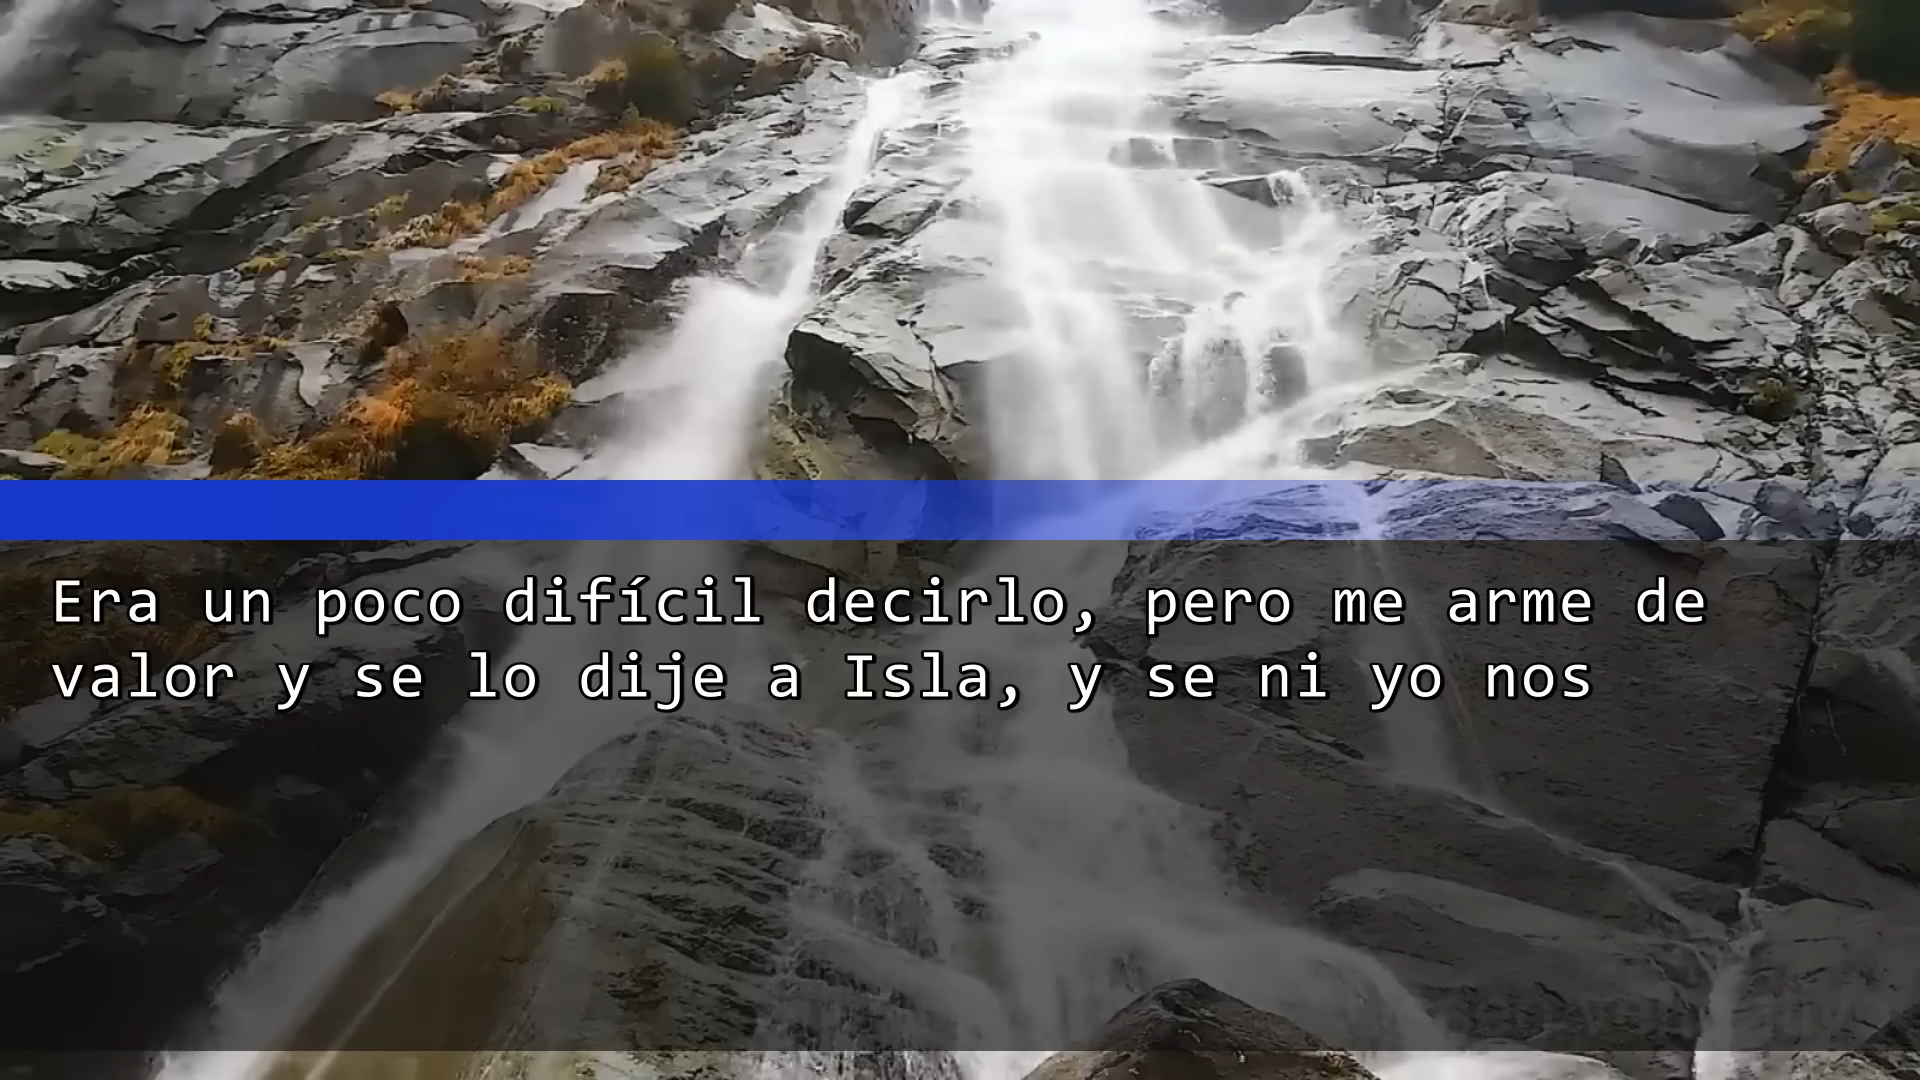 Era un poco difícil decirlo, pero me arme de
valor y se lo dije a Isla, y se ni yo nos